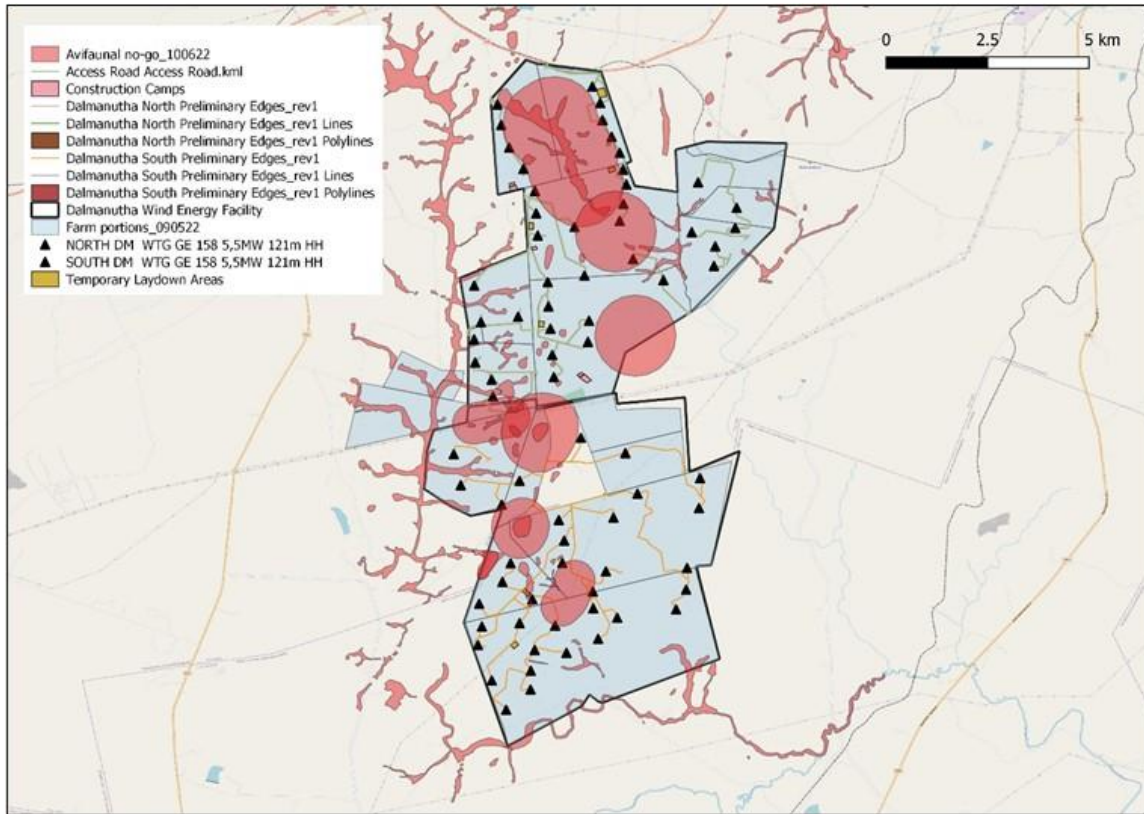 Avifaunal no-go_100622
Access Road Access Road.kml
Construction Camps
Dalmanutha North Preliminary Edges_rev1
Dalmanutha North Preliminary Edges_rev1 Lines
Dalmanutha North Preliminary Edges_rev1 Polylines
Dalmanutha South Preliminary Edges_rev1
Dalmanutha South Preliminary Edges_rev1 Lines
Dalmanutha South Preliminary Edges_rev1 Polylines
Dalmanutha Wind Energy Facility
Farm portions_090522
NORTH DM WTG GE 158 5,5MW 121m HH
SOUTH DM WTG GE 158 5,5MW 121m HH
Temporary Laydown Areas
0 2.5 5 km